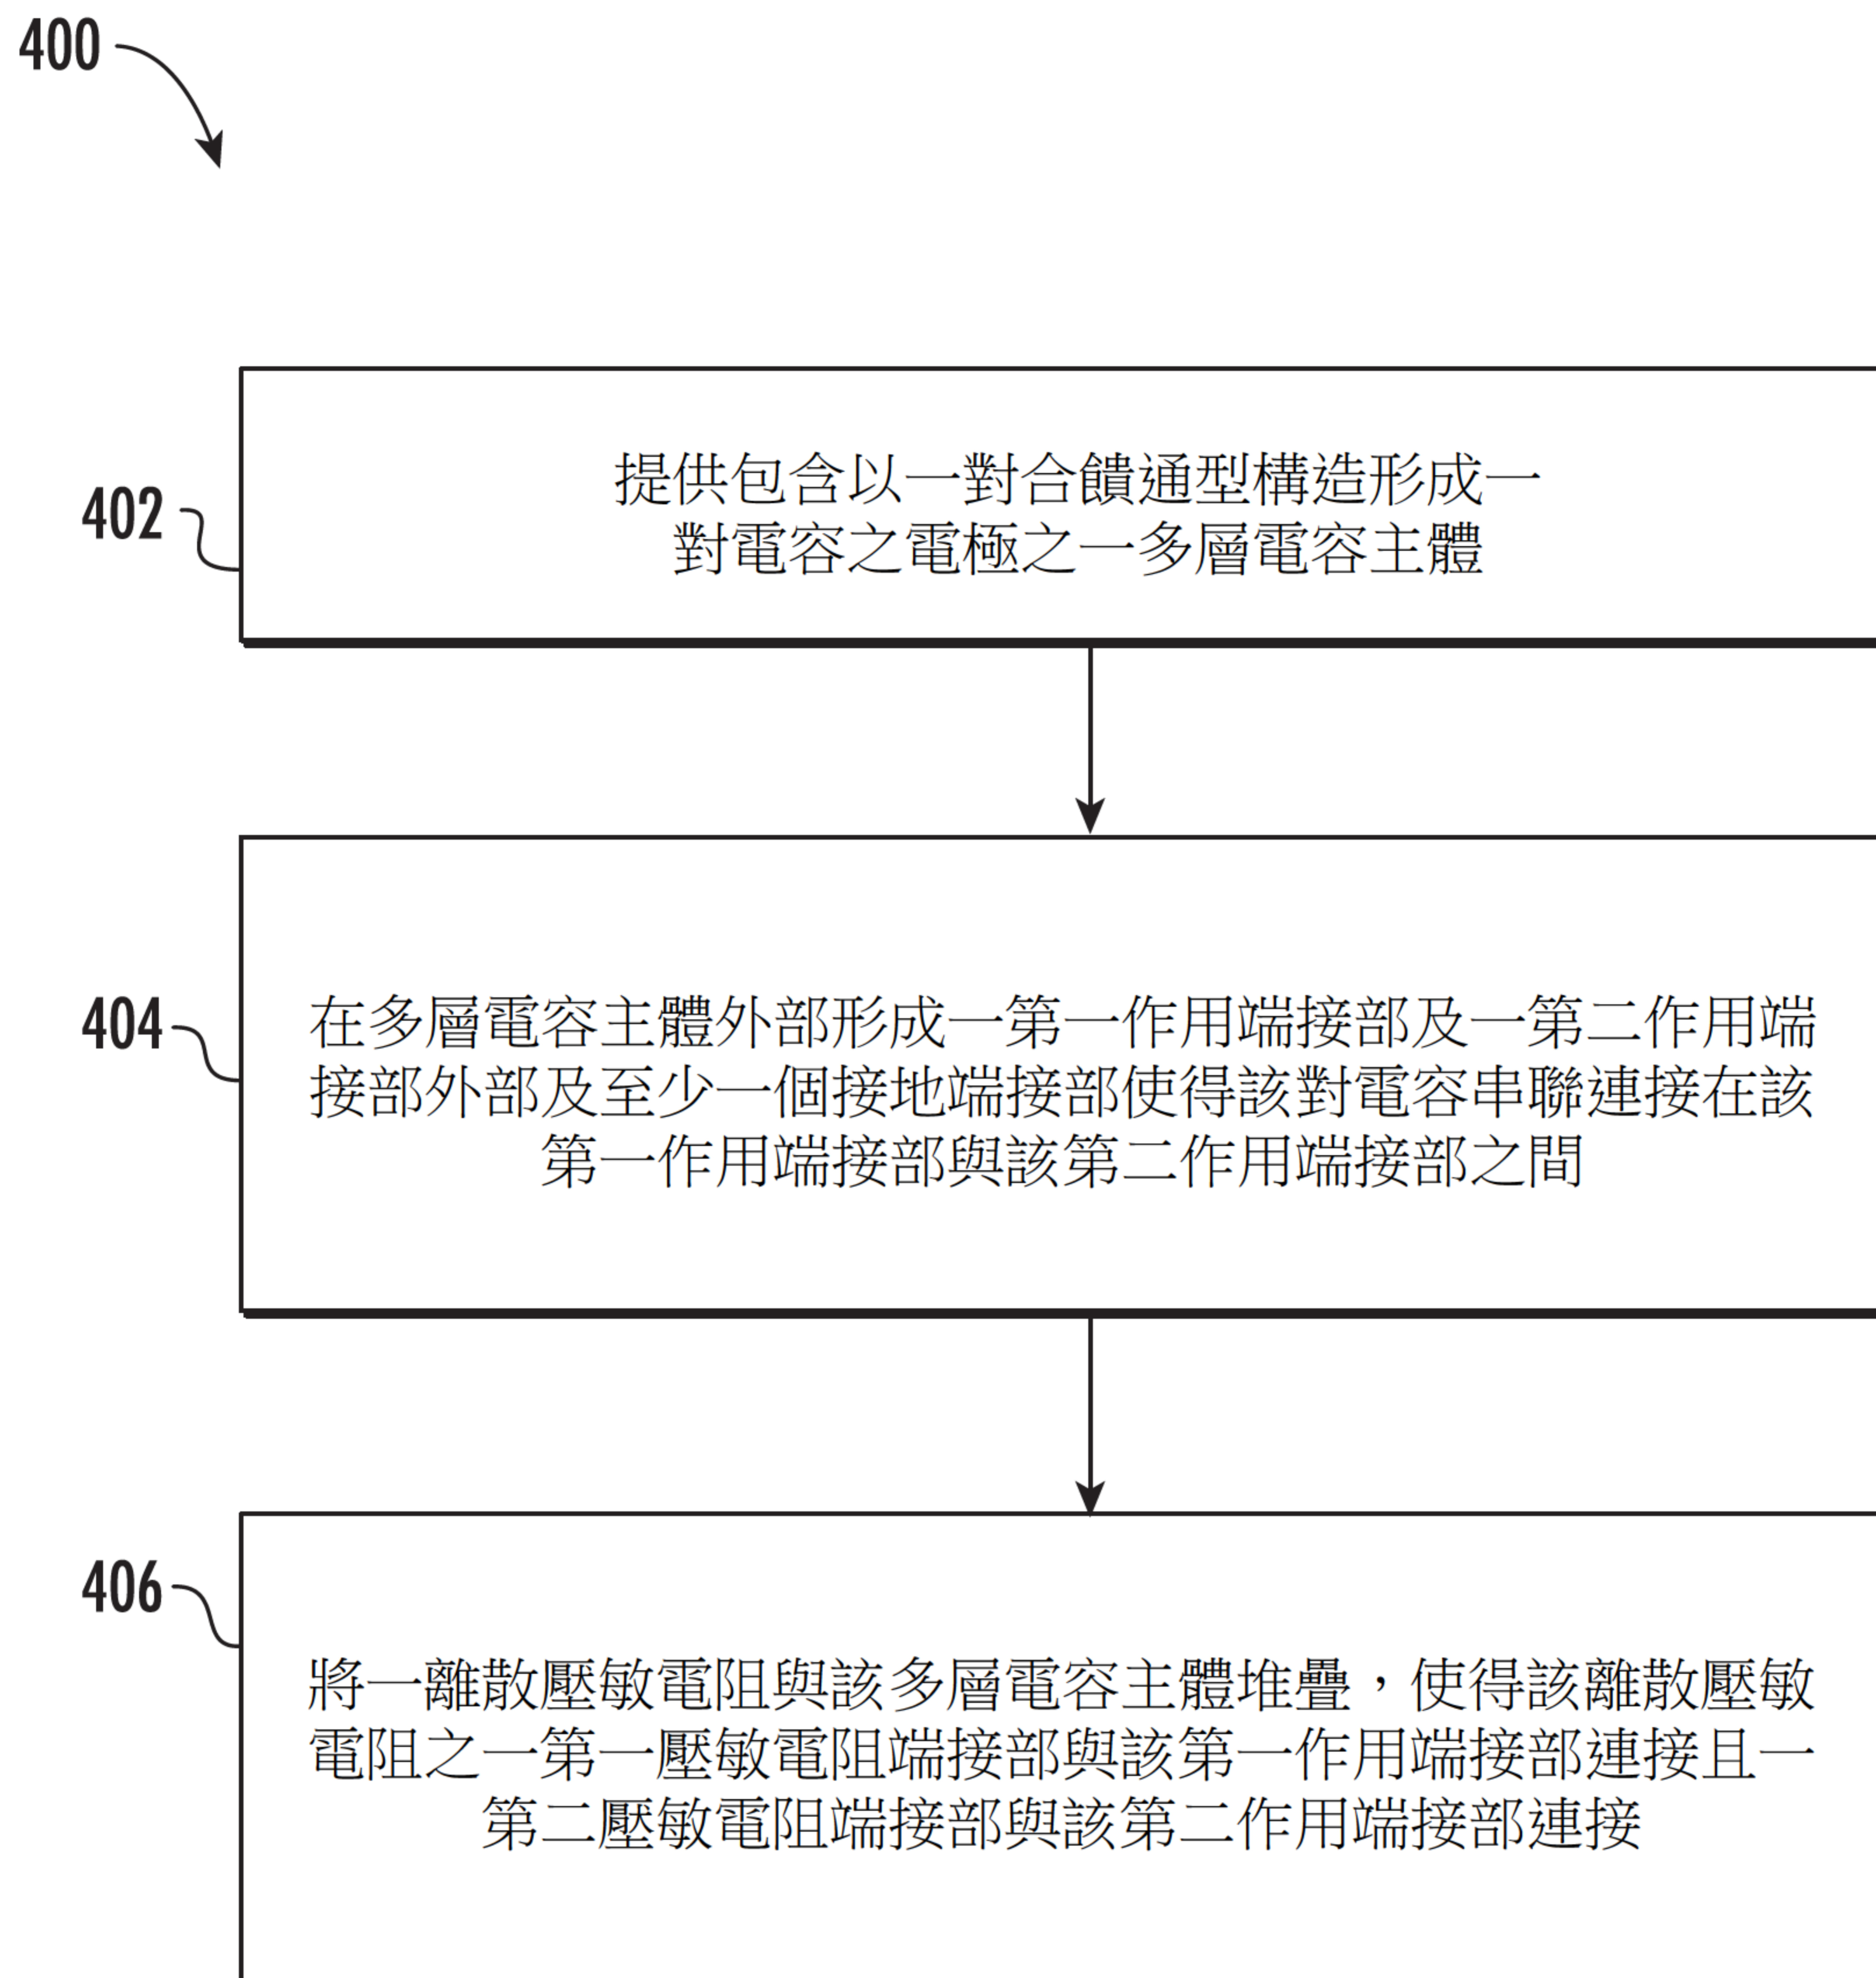 400
402
提供包含以一對合饋通型構造形成一
對電容之電極之一多層電容主體
404
在多層電容主體外部形成一第一作用端接部及一第二作用端
接部外部及至少一個接地端接部使得該對電容串聯連接在該
第一作用端接部與該第二作用端接部之間
406
將一離散壓敏電阻與該多層電容主體堆疊，使得該離散壓敏
電阻之一第一壓敏電阻端接部與該第一作用端接部連接且一
第二壓敏電阻端接部與該第二作用端接部連接